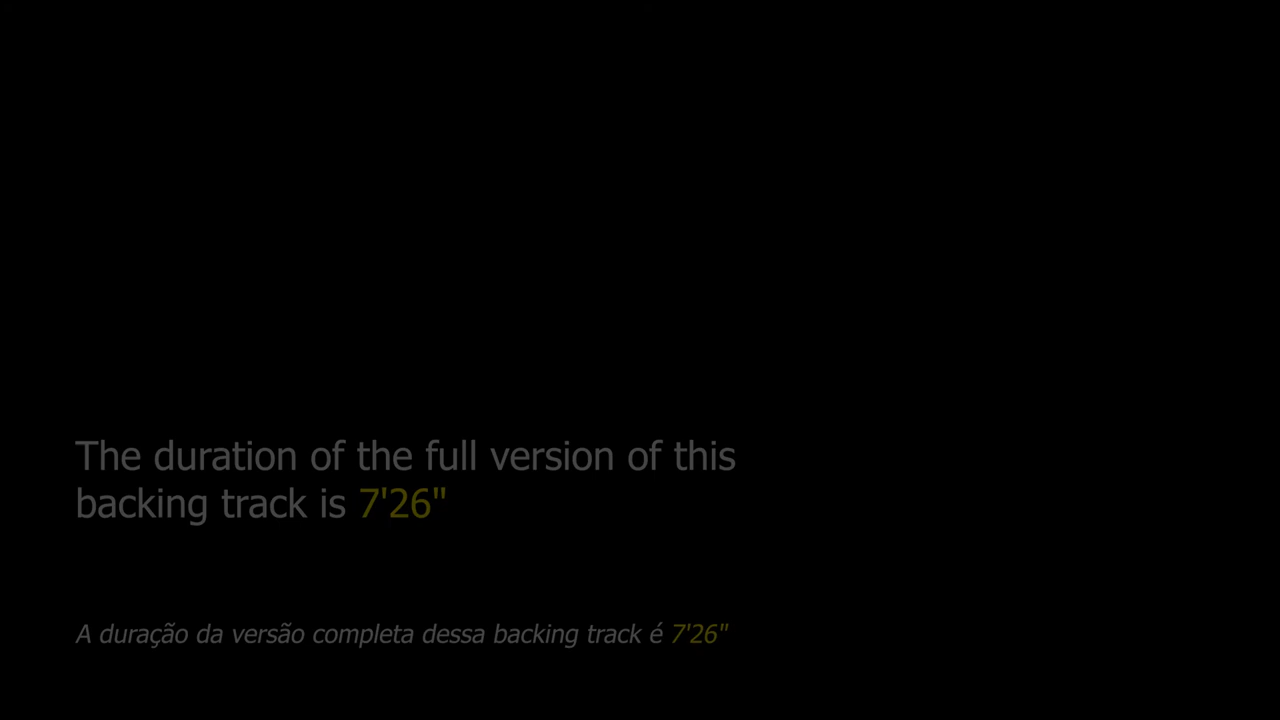 The duration of the full version of this
backing track is 7'26"
A duração da versão completa dessa backing track é 7'26"